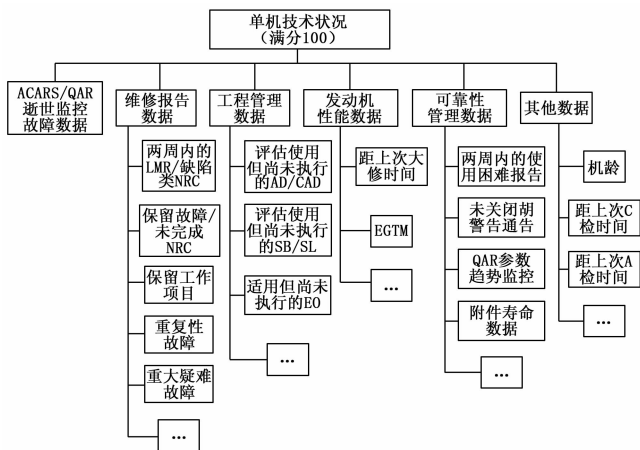 单机技术状况
（满分100）
ACARS/QAR
逝世监控
故障数据
维修报告
数据
工程管理
数据
发动机
性能数据
可靠性
管理数据
其他数据
两周内的
LMR/缺陷
类NRC
保留故障/
未完成
NRC
保留工作
项目
重复性
故障
重大疑难
故障
...
评估使用
但尚未执行
的AD/CAD
评估使用
但尚未执行
的SB/SL
适用但尚未
执行的EO
...
距上次大
修时间
EGTM
...
两周内的使
用困难报告
未关闭胡
警告通告
QAR参数
趋势监控
附件寿命
数据
...
机龄
距上次C
检时间
距上次A
检时间
...